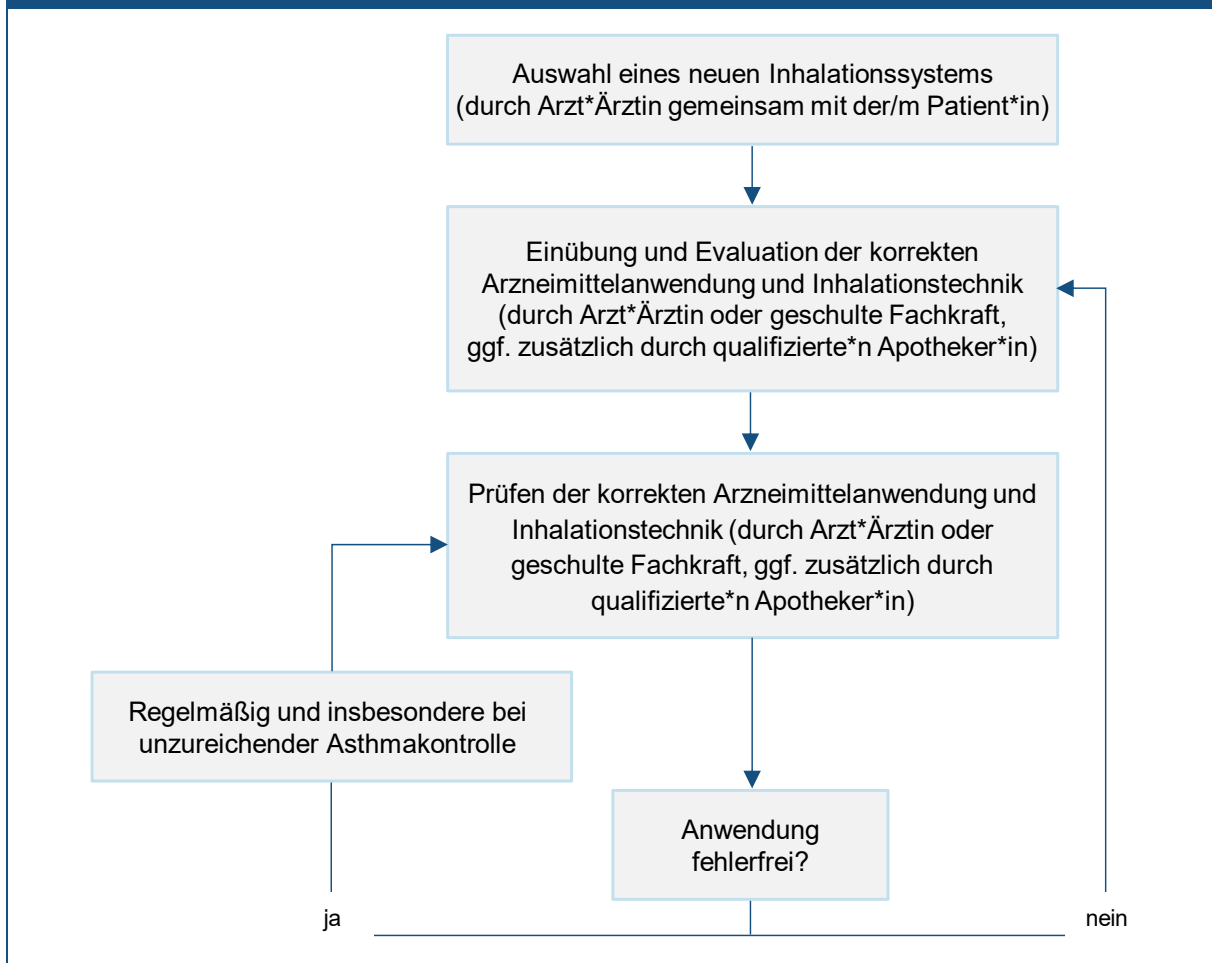 Auswahl eines neuen Inhalationssystems
(durch Arzt*Ärztin gemeinsam mit der/m Patient*in)
Einübung und Evaluation der korrekten
Arzneimittelanwendung und Inhalationstechnik
(durch Arzt*Ärztin oder geschulte Fachkraft,
ggf. zusätzlich durch qualifizierte*n Apotheker*in)
Prüfen der korrekten Arzneimittelanwendung und
Inhalationstechnik (durch Arzt*Ärztin oder
geschulte Fachkraft, ggf. zusätzlich durch
qualifizierte*n Apotheker*in)
Regelmäßig und insbesondere bei
unzureichender Asthmakontrolle
Anwendung
fehlerfrei?
ja
nein